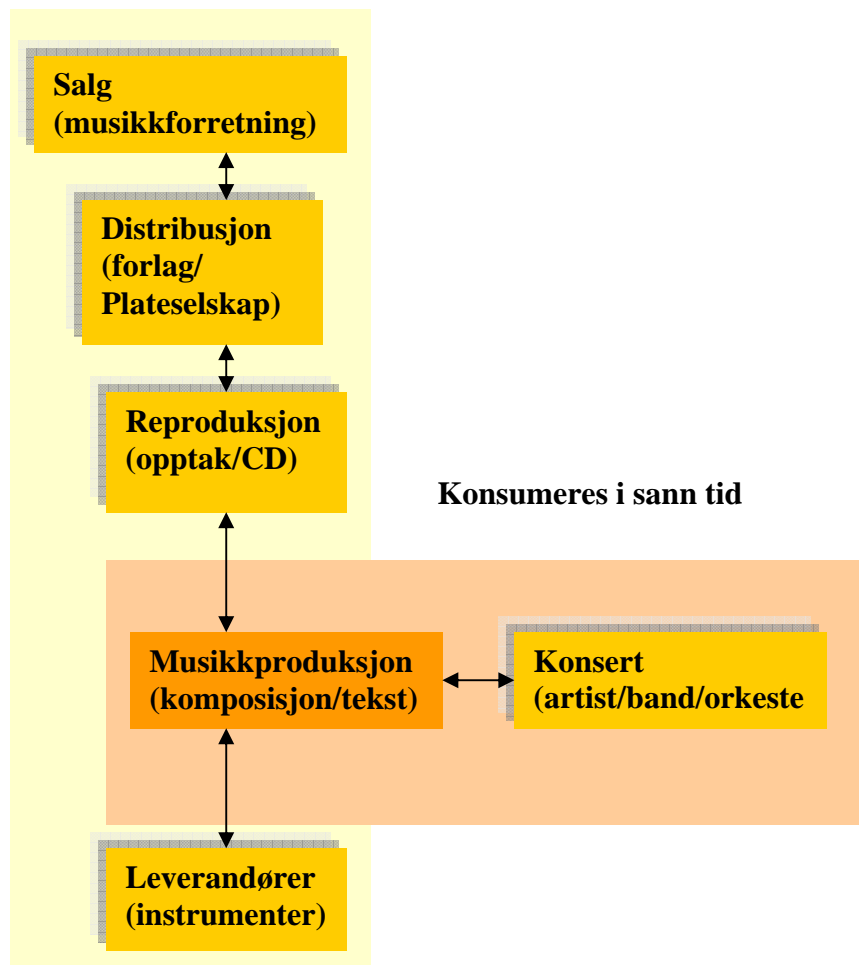 Salg
(musikkforretning)
Distribusjon
(forlag/
Plateselskap)
Reproduksjon
(opptak/CD)
Konsumeres i sann tid
Musikkproduksjon
(komposisjon/tekst)
Konsert
(artist/band/orkeste
Leverandører
(instrumenter)